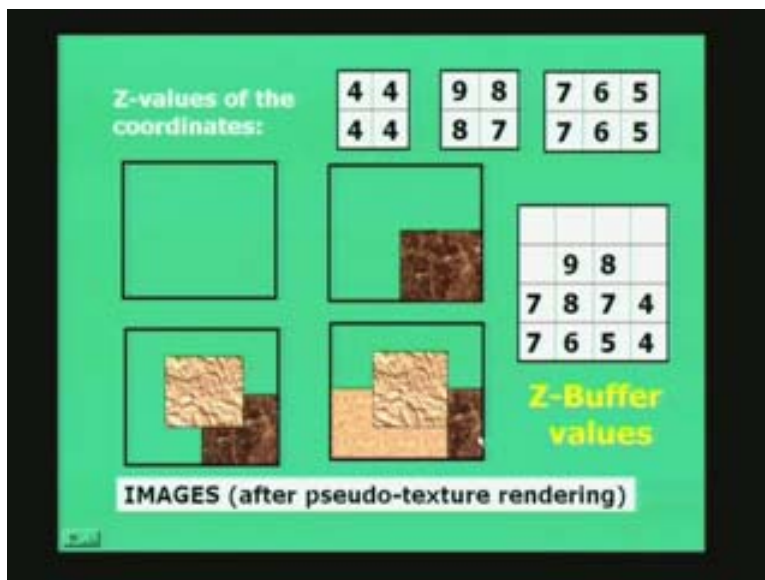 Z-values of the
coordinates:
4 4
4 4
9 8
8 7
7 6 5
7 6 5
9 8
7 8 7 4
7 6 5 4
Z-Buffer
values
IMAGES (after pseudo-texture rendering)